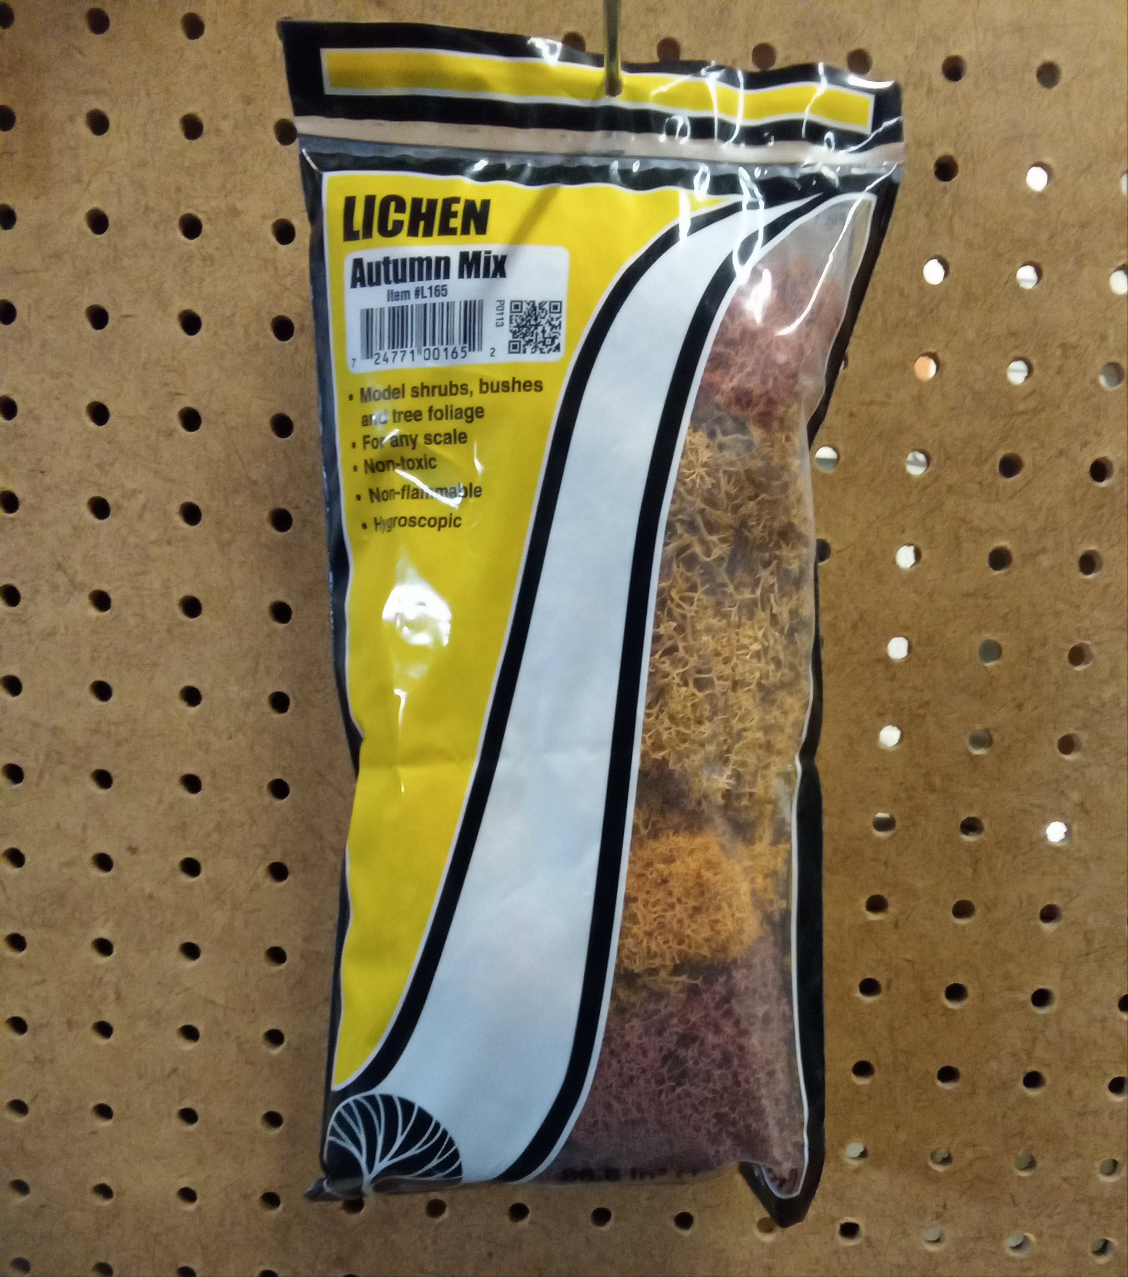 LICHEN
Autumn Mix
Item #L165
P0113
7 24771 00165 2
• Model shrubs, bushes
and tree foliage
• For any scale
• Non-toxic
• Non-flammable
• Hygroscopic